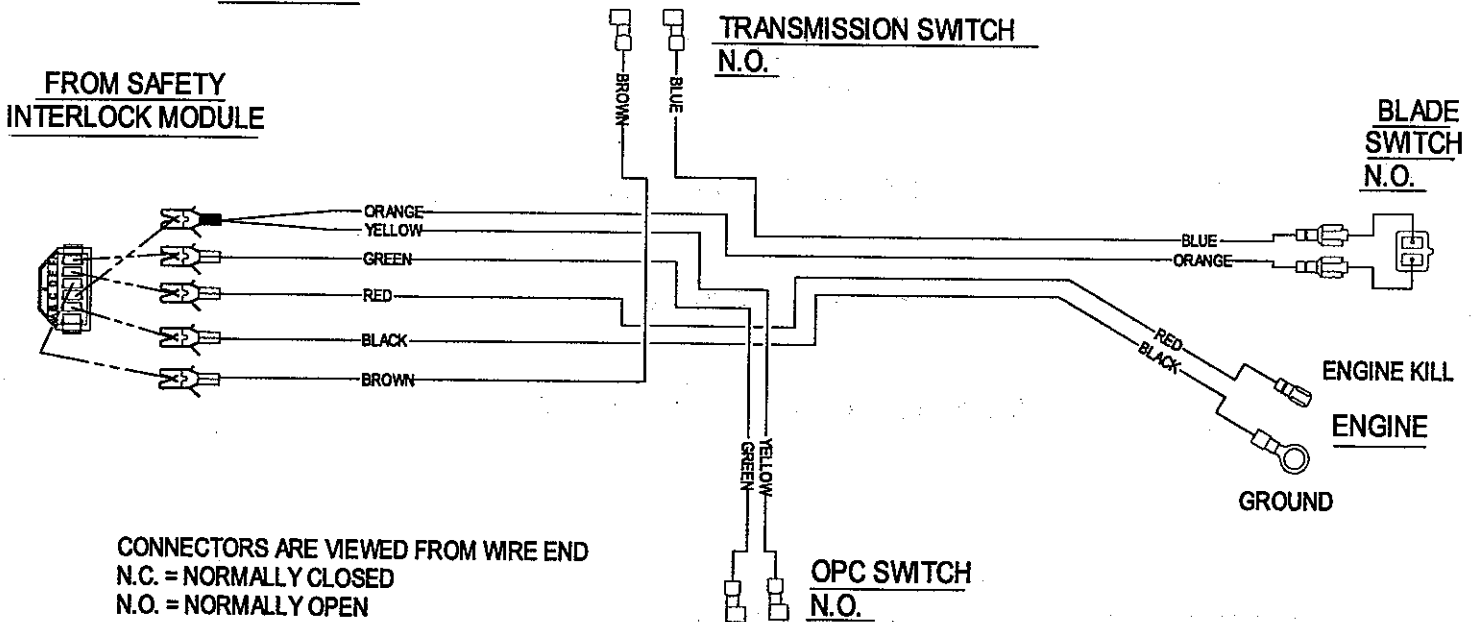 TRANSMISSION SWITCH
N.O.
FROM SAFETY
INTERLOCK MODULE
BROWN
BLUE
BLADE
SWITCH
N.O.
ORANGE
YELLOW
GREEN
RED
BLACK
BROWN
BLUE
ORANGE
RED
BLACK
ENGINE KILL
ENGINE
GROUND
GREEN
YELLOW
CONNECTORS ARE VIEWED FROM WIRE END
N.C. = NORMALLY CLOSED
N.O. = NORMALLY OPEN
OPC SWITCH
N.O.